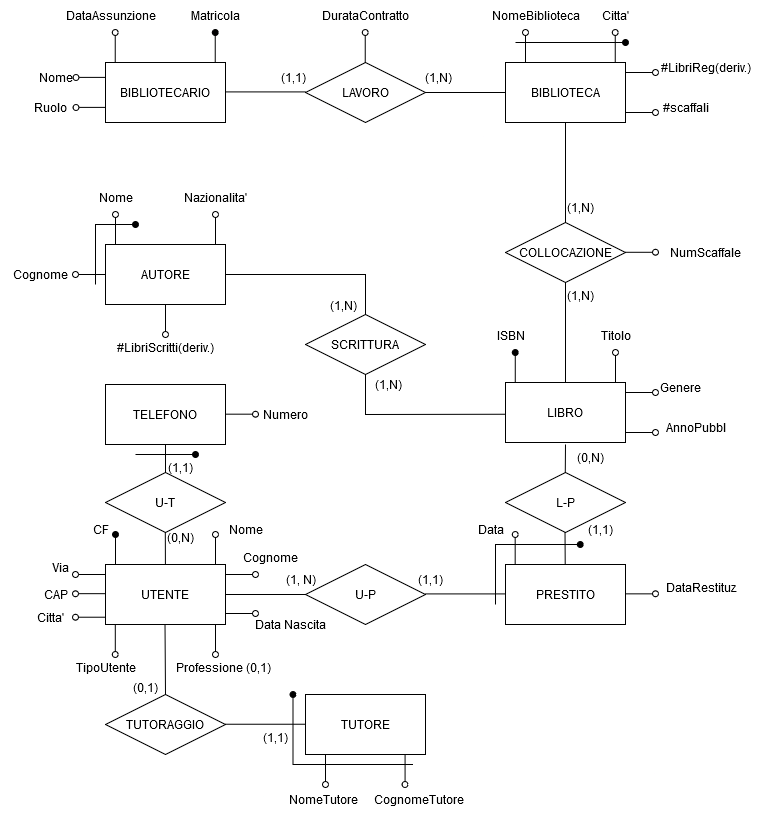 DataAssunzione Matricola DurataContratto NomeBiblioteca Citta'
Nome BIBLIOTECARIO (1,1) LAVORO (1,N) BIBLIOTECA #LibriReg(deriv.)
Ruolo #scaffali
Nome Nazionalita' (1,N)
COLLOCAZIONE NumScaffale
Cognome AUTORE
(1,N) (1,N)
#LibriScritti(deriv.) SCRITTURA ISBN Titolo
(1,N) Genere
TELEFONO Numero LIBRO
AnnoPubbl
(1,1) (0,N)
U-T L-P
CF Nome Data (1,1)
(0,N)
Via Cognome
CAP UTENTE (1, N) U-P (1,1) PRESTITO DataRestituz
Citta' Data Nascita
TipoUtente Professione (0,1)
(0,1)
TUTORAGGIO (1,1) TUTORE
NomeTutore CognomeTutore